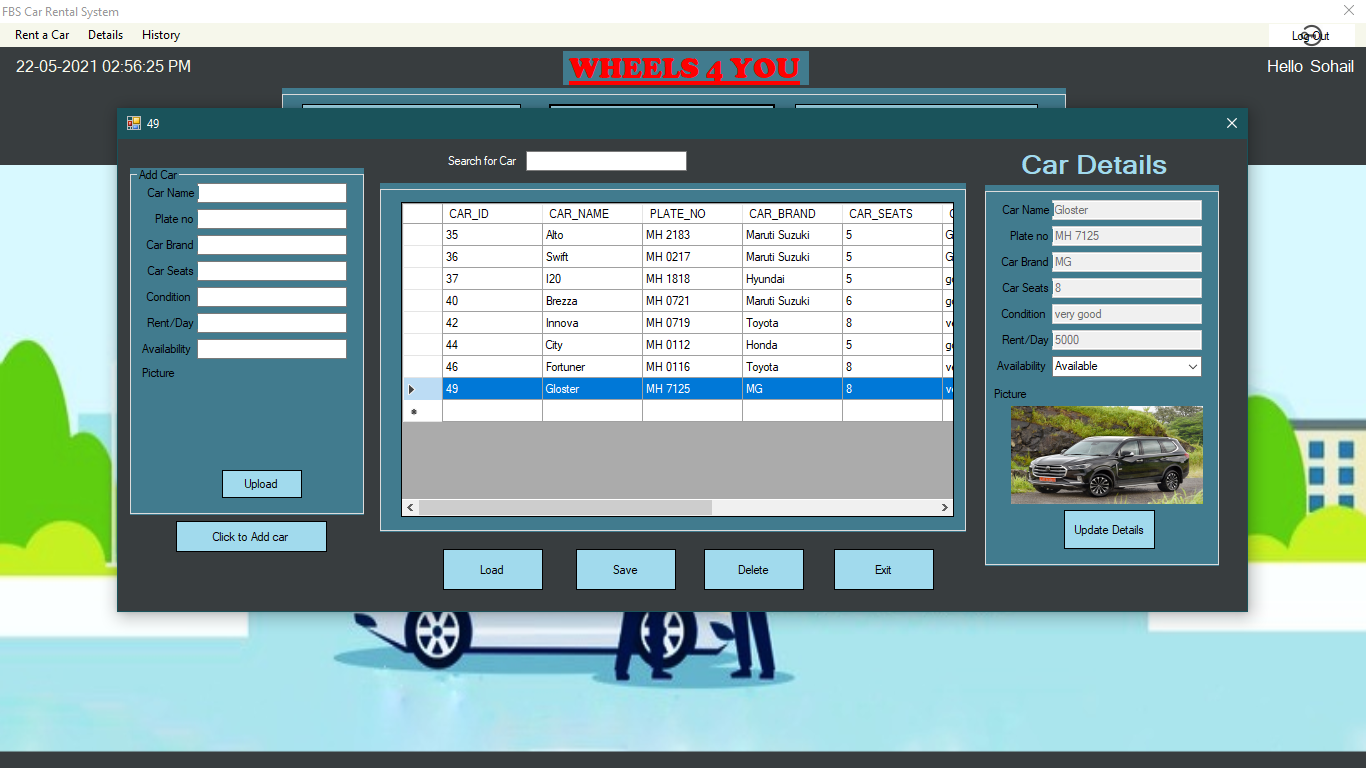 FBS Car Rental System
Rent a Car Details History
Log Out
22-05-2021 02:56:25 PM
WHEELS 4 YOU
Hello Sohail
49
Search for Car
Car Details
Add Car
Car Name
Plate no
Car Brand
Car Seats
Condition
Rent/Day
Availability
Picture
Upload
Click to Add car
CAR_ID CAR_NAME PLATE_NO CAR_BRAND CAR_SEATS
35 Alto MH 2183 Maruti Suzuki 5 G
36 Swift MH 0217 Maruti Suzuki 5 G
37 I20 MH 1818 Hyundai 5 g
40 Brezza MH 0721 Maruti Suzuki 6 g
42 Innova MH 0719 Toyota 8 v
44 City MH 0112 Honda 5 g
46 Fortuner MH 0116 Toyota 8 v
49 Gloster MH 7125 MG 8 v
Load Save Delete Exit
Car Name Gloster
Plate no MH 7125
Car Brand MG
Car Seats 8
Condition very good
Rent/Day 5000
Availability Available
Picture
Update Details